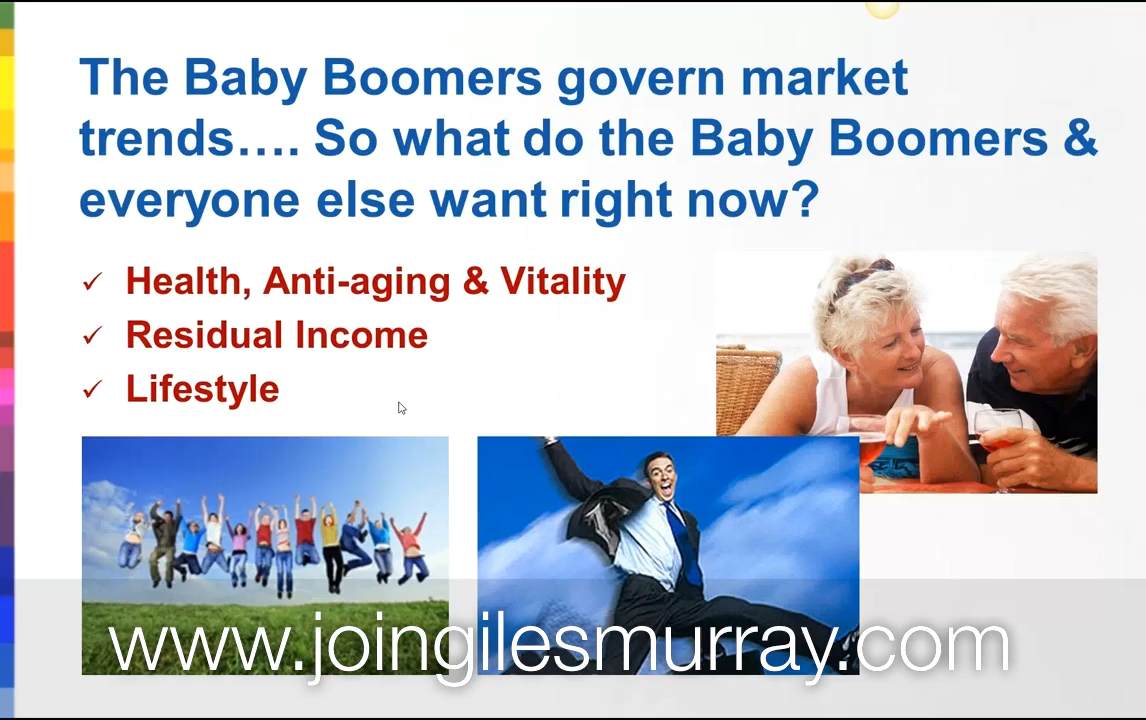 The Baby Boomers govern market
trends…. So what do the Baby Boomers &
everyone else want right now?
✓ Health, Anti-aging & Vitality
✓ Residual Income
✓ Lifestyle
www.joingilesmurray.com